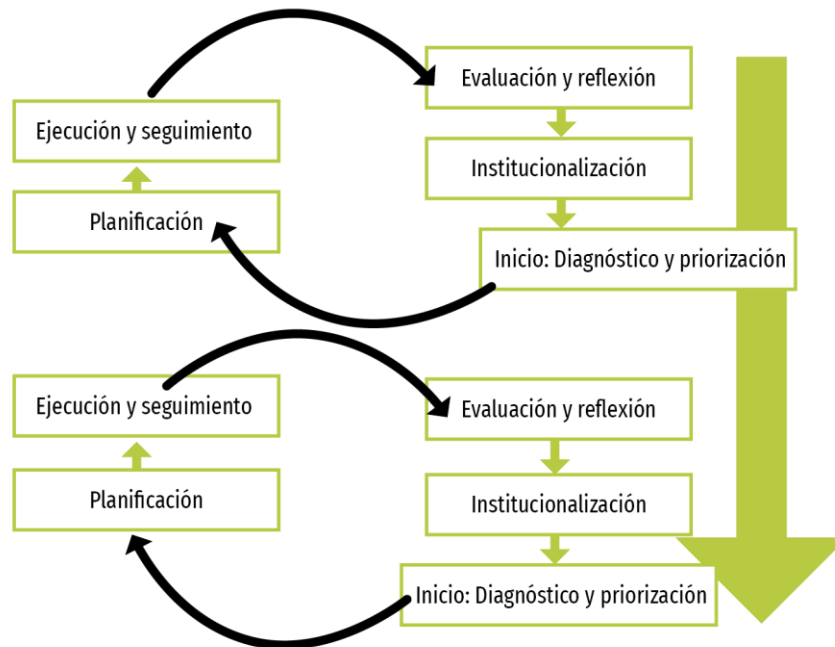 Evaluación y reflexión
Ejecución y seguimiento
Institucionalización
Planificación
Inicio: Diagnóstico y priorización
Ejecución y seguimiento
Evaluación y reflexión
Planificación
Institucionalización
Inicio: Diagnóstico y priorización